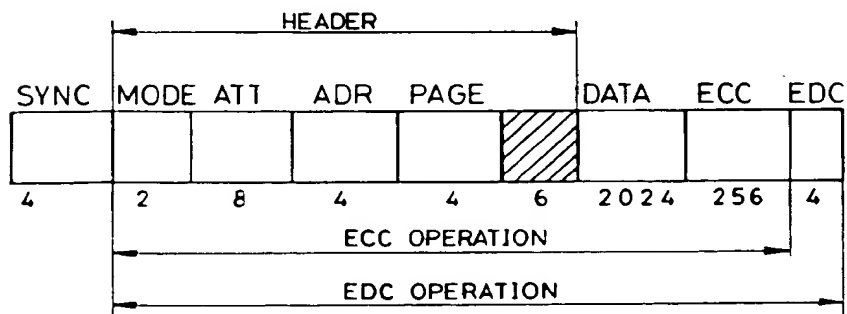 HEADER
SYNC MODE ATT ADR PAGE DATA ECC EDC
4 2 8 4 4 6 2024 256 4
ECC OPERATION
EDC OPERATION